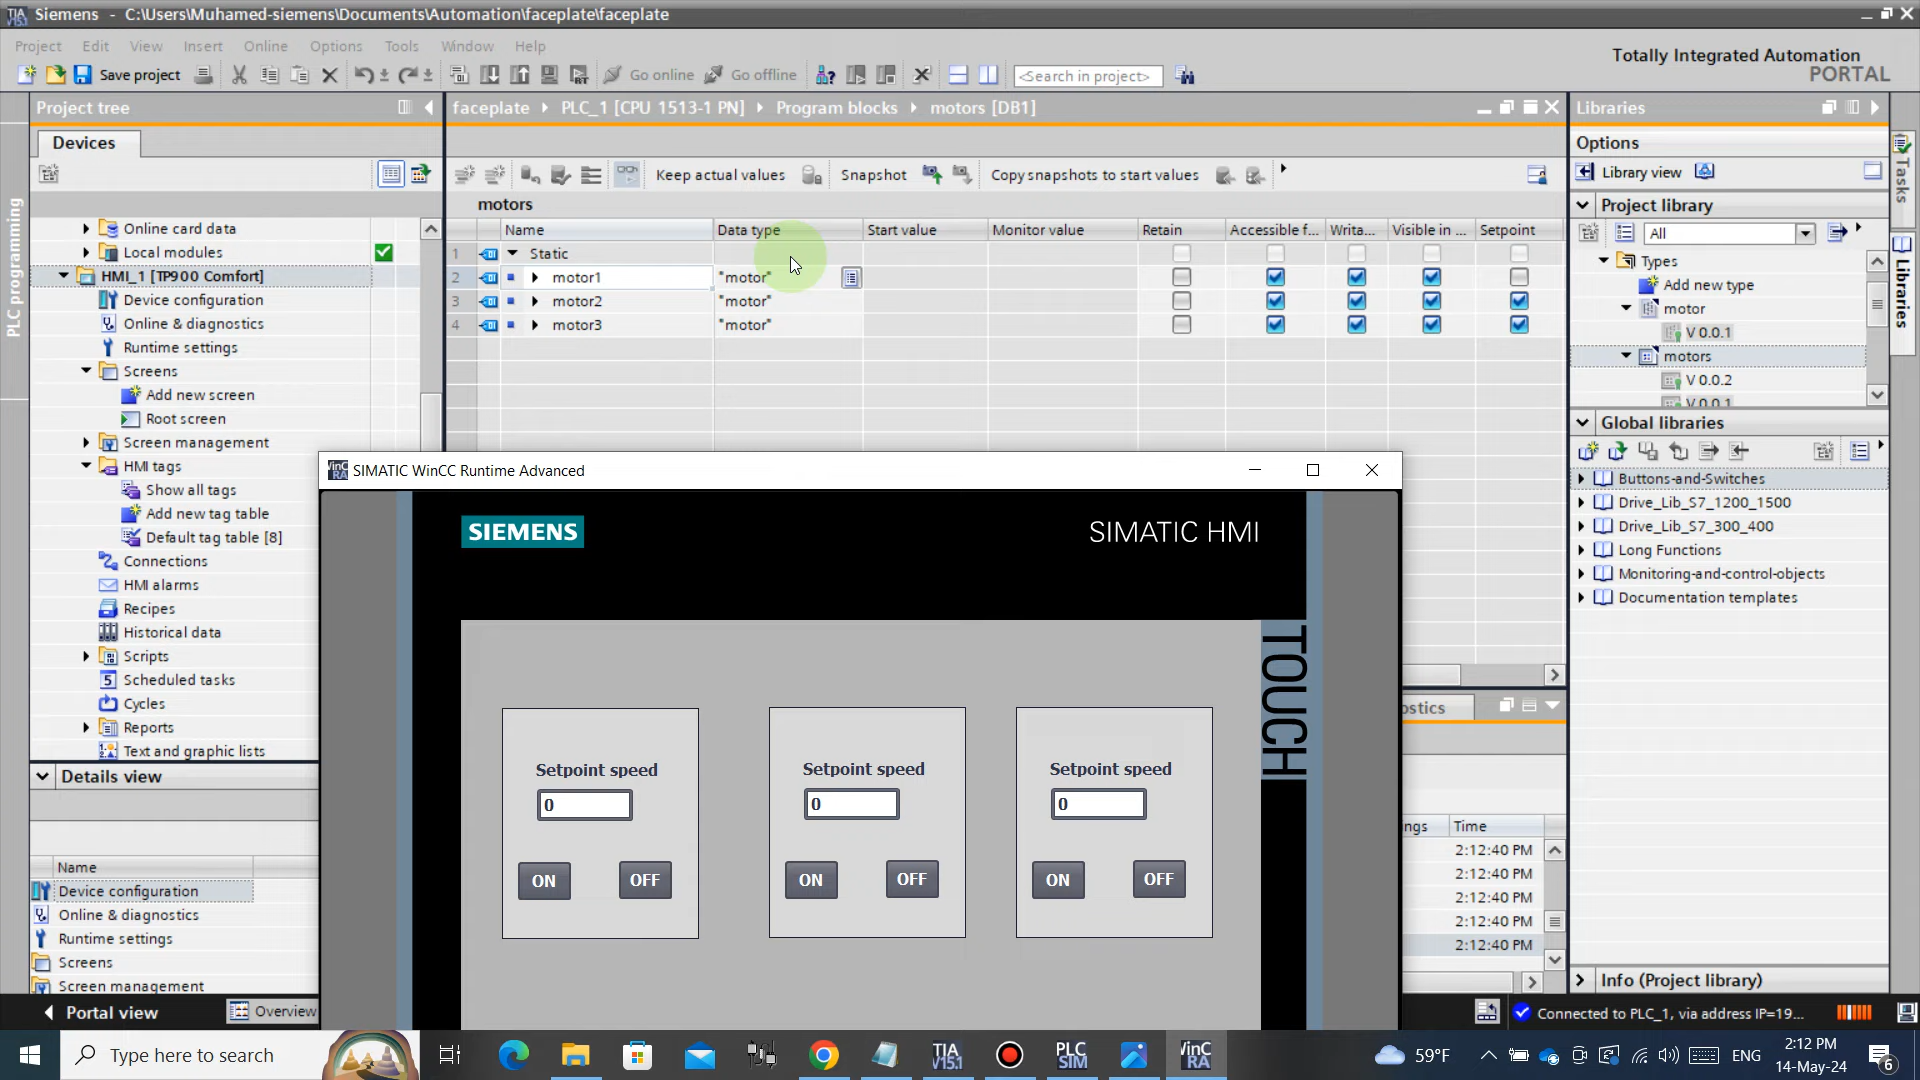 Siemens - C:\Users\Muhamed-siemens\Documents\Automation\faceplate\faceplate
Project Edit View Insert Online Options Tools Window Help
Totally Integrated Automation
PORTAL
Save project
Go online
Go offline
<Search in project>
Project tree
Devices
PLC programming
Online card data
Local modules
HMI_1 [TP900 Comfort]
Device configuration
Online & diagnostics
Runtime settings
Screens
Add new screen
Root screen
Screen management
HMI tags
Show all tags
Add new tag table
Default tag table [8]
Connections
HMI alarms
Recipes
Historical data
Scripts
Scheduled tasks
Cycles
Reports
Text and graphic lists
Details view
Name
Device configuration
Online & diagnostics
Runtime settings
Screens
Screen management
Portal view
Overview
faceplate PLC_1 [CPU 1513-1 PN] Program blocks motors [DB1]
Keep actual values Snapshot Copy snapshots to start values
motors
Name Data type Start value Monitor value Retain Accessible f... Writa... Visible in ... Setpoint
1 Static
2 motor1 "motor"
3 motor2 "motor"
4 motor3 "motor"
SIMATIC WinCC Runtime Advanced
SIEMENS
SIMATIC HMI
TOUCH
Setpoint speed Setpoint speed Setpoint speed
0 0 0
ON OFF ON OFF ON OFF
ostics
ings Time
2:12:40 PM
2:12:40 PM
2:12:40 PM
2:12:40 PM
2:12:40 PM
Libraries
Options
Library view
Project library
All
Types
Add new type
motor
V 0.0.1
motors
V 0.0.2
V 0.0.1
Global libraries
Buttons-and-Switches
Drive_Lib_S7_1200_1500
Drive_Lib_S7_300_400
Long Functions
Monitoring-and-control-objects
Documentation templates
Info (Project library)
Tasks
Libraries
Connected to PLC_1, via address IP=19...
Type here to search
TIA
V15.1
PLC
SIM
WinC
RA
59°F
ENG
2:12 PM
14-May-24
6